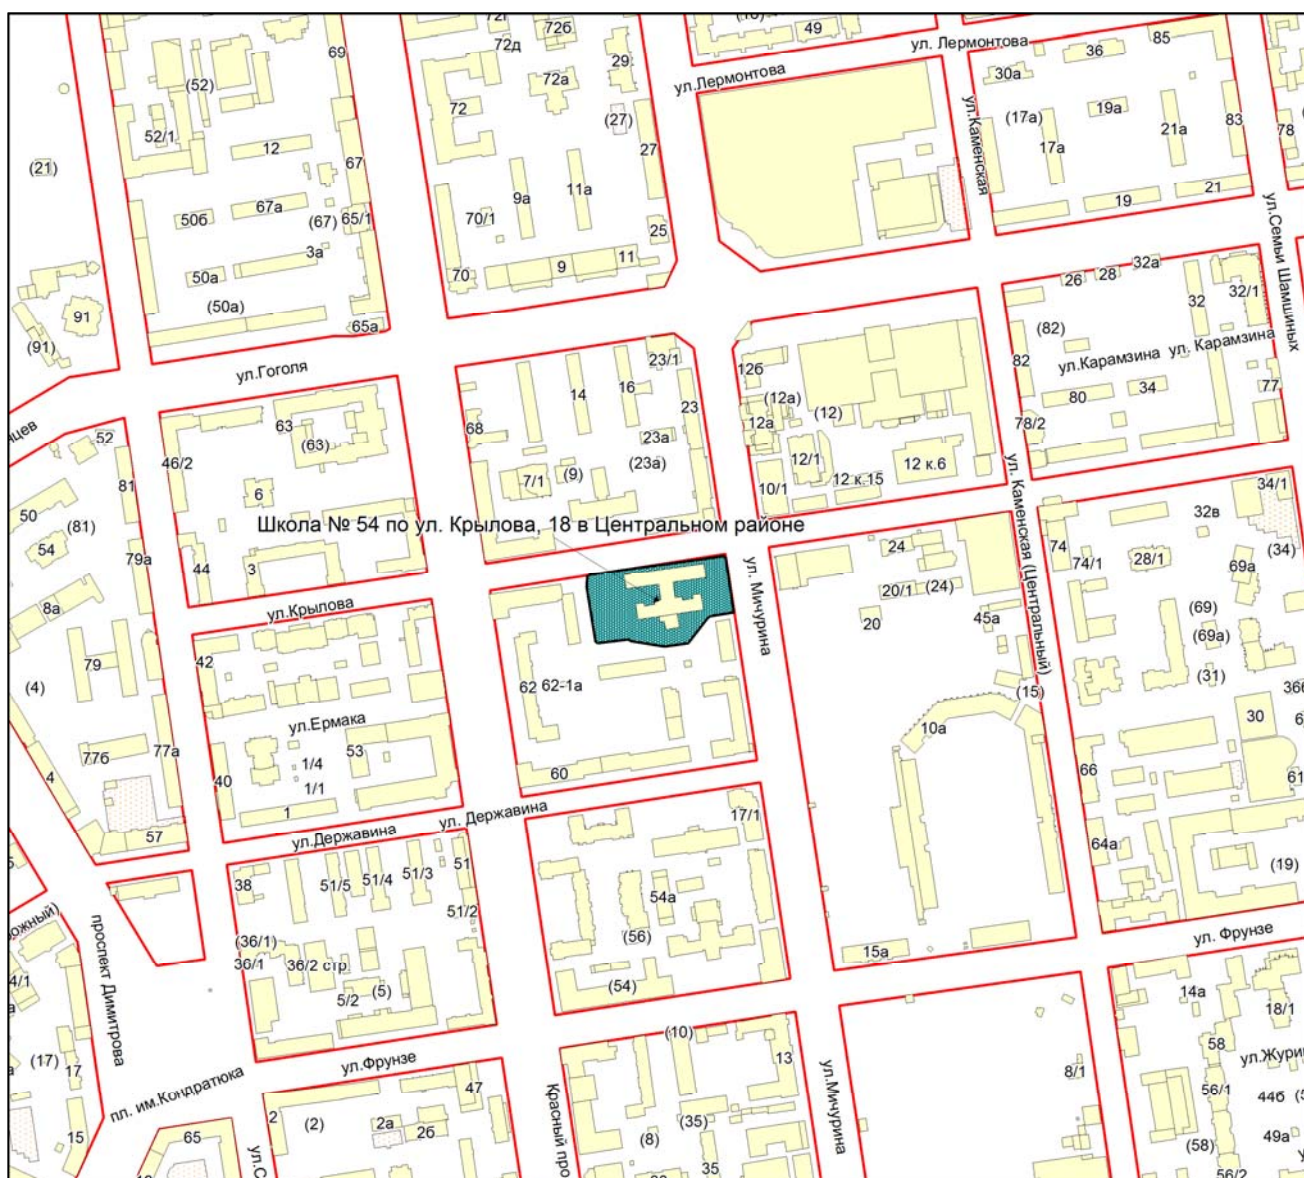 (16)
49
72г
72б
72д
69
ул. Лермонтова
36
85
29
ул.Лермонтова
30а
(52)
72а
72
ул.Каменская
(17а)
19а
(27)
52/1
12
27
17а
21а
83
78
(21)
67
9а
11а
50б
67а
(67)
65/1
70/1
25
19
21
ул.Семьи Шамшиных
3а
50а
70
9
11
26
28
32а
(50а)
32
32/1
91
65а
(82)
(91)
23/1
ул.Гоголя
12б
82
ул.Карамзина
ул. Карамзина
14
16
(12а)
80
34
77
23
(12)
68
12а
78/2
52
63
(63)
23а
46/2
(9)
(23а)
12/1
12 к.6
7/1
12 к.15
10/1
81
6
34/1
50
(81)
Школа № 54 по ул. Крылова, 18 в Центральном районе
32в
54
79а
24
74
74/1
28/1
(34)
44
3
ул. Каменская (Центральный)
69а
8а
ул.Крылова
20/1
(24)
(69)
20
45а
(69а)
ул. Мичурина
79
42
62
62-1а
(31)
(4)
(15)
36б
ул.Ермака
10а
30
77б
77а
53
1/4
4
40
1/1
60
66
61
1
ул. Державина
57
ул.Державина
17/1
64а
38
51/5
51/4
51/3
51
54а
(19)
51/2
проспект Димитрова
(36/1)
(56)
ул. Фрунзе
36/1
36/2 стр.
15а
4/1
(5)
(54)
5/2
14а
18/1
(10)
(17)
ул.Фрунзе
13
58
17
8/1
пл. им.Кондратюка
47
ул.Мичурина
56/1
44б
2
(2)
2а
2б
(35)
(8)
49а
15
65
35
(58)
56/2